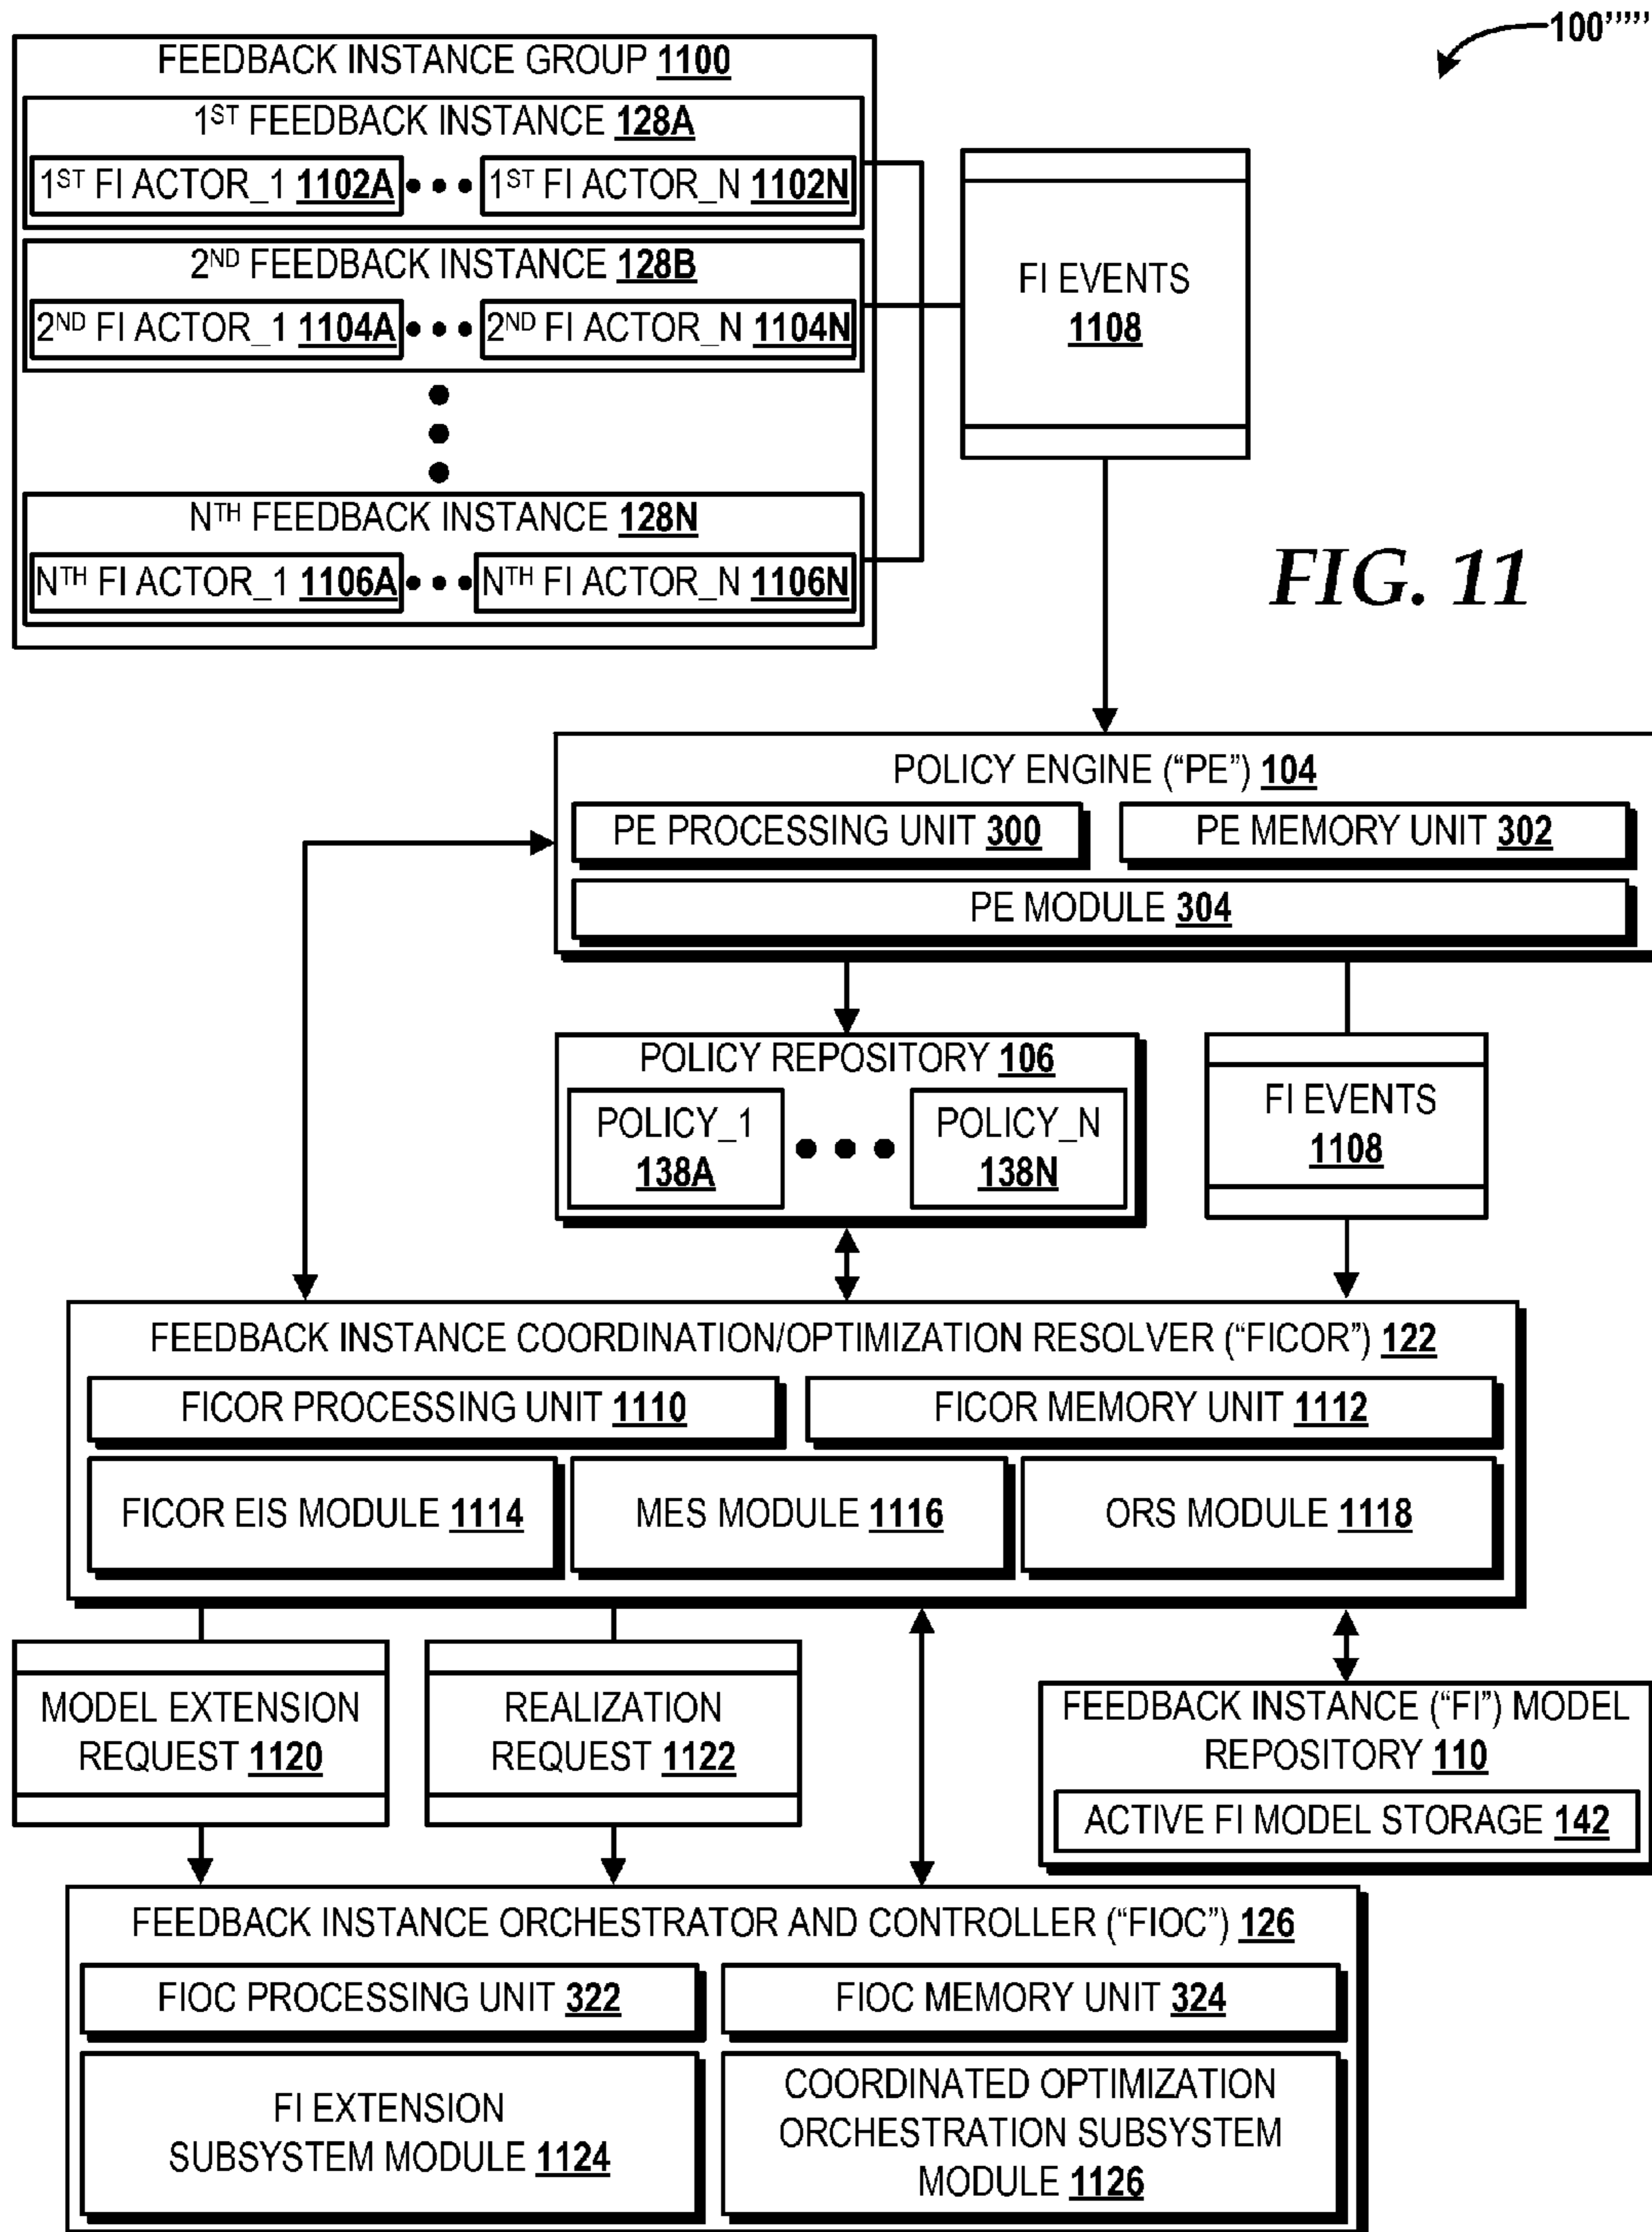 100'''''
FEEDBACK INSTANCE GROUP 1100
1ST FEEDBACK INSTANCE 128A
1ST FI ACTOR_1 1102A
1ST FI ACTOR_N 1102N
2ND FEEDBACK INSTANCE 128B
2ND FI ACTOR_1 1104A
2ND FI ACTOR_N 1104N
NTH FEEDBACK INSTANCE 128N
NTH FI ACTOR_1 1106A
NTH FI ACTOR_N 1106N
FI EVENTS
1108
FIG. 11
POLICY ENGINE (“PE”) 104
PE PROCESSING UNIT 300
PE MEMORY UNIT 302
PE MODULE 304
POLICY REPOSITORY 106
POLICY_1
138A
POLICY_N
138N
FI EVENTS
1108
FEEDBACK INSTANCE COORDINATION/OPTIMIZATION RESOLVER (“FICOR”) 122
FICOR PROCESSING UNIT 1110
FICOR MEMORY UNIT 1112
FICOR EIS MODULE 1114
MES MODULE 1116
ORS MODULE 1118
MODEL EXTENSION
REQUEST 1120
REALIZATION
REQUEST 1122
FEEDBACK INSTANCE (“FI”) MODEL
REPOSITORY 110
ACTIVE FI MODEL STORAGE 142
FEEDBACK INSTANCE ORCHESTRATOR AND CONTROLLER (“FIOC”) 126
FIOC PROCESSING UNIT 322
FIOC MEMORY UNIT 324
FI EXTENSION
SUBSYSTEM MODULE 1124
COORDINATED OPTIMIZATION
ORCHESTRATION SUBSYSTEM
MODULE 1126